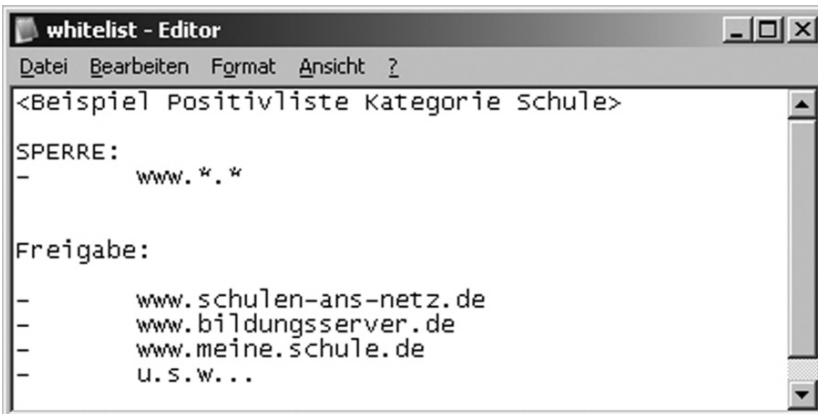 whitelist - Editor
Datei Bearbeiten Format Ansicht ?
<Beispiel Positivliste Kategorie Schule>
SPERRE:
- www.*.*
Freigabe:
- www.schulen-ans-netz.de
- www.bildungsserver.de
- www.meine.schule.de
- u.s.w...